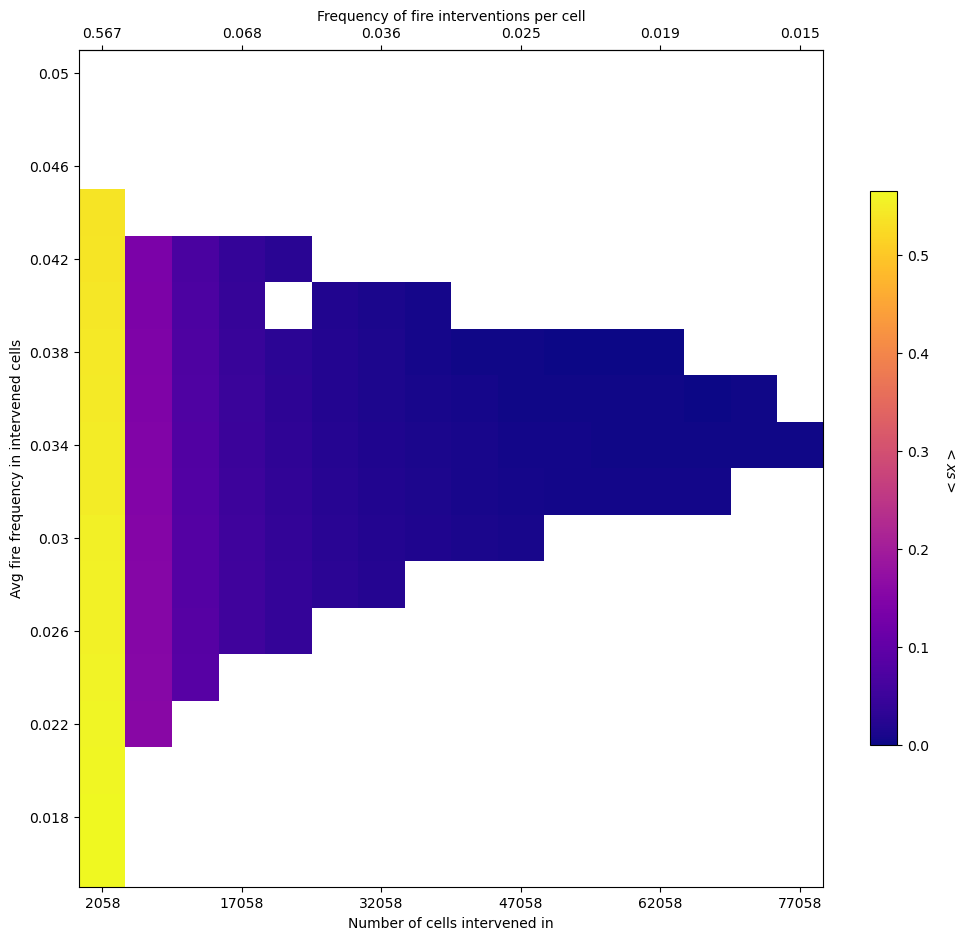 Frequency of fire interventions per cell
0.567 0.068 0.036 0.025 0.019 0.015
0.05
0.046
0.042
0.038
0.034
0.03
0.026
0.022
0.018
Avg fire frequency in intervened cells
2058 17058 32058 47058 62058 77058
Number of cells intervened in
0.5
0.4
0.3
0.2
0.1
0.0
< xs >